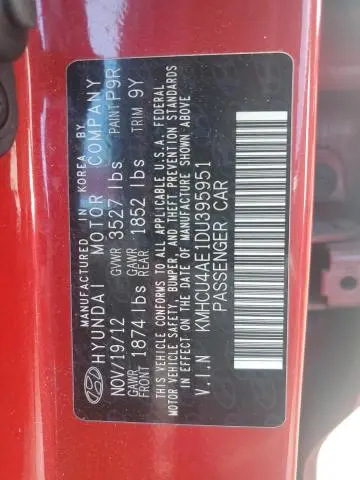 MANUFACTURED IN KOREA BY
HYUNDAI MOTOR COMPANY
NOV/19/12 GVWR 3527 lbs PAINT P9R
GAWR FRONT 1874 lbs GAWR REAR 1852 lbs TRIM 9Y
THIS VEHICLE CONFORMS TO ALL APPLICABLE U.S.A. FEDERAL
MOTOR VEHICLE SAFETY, BUMPER, AND THEFT PREVENTION STANDARDS
IN EFFECT ON THE DATE OF MANUFACTURE SHOWN ABOVE
V.I.N KMHCU4AE1DU395951
PASSENGER CAR